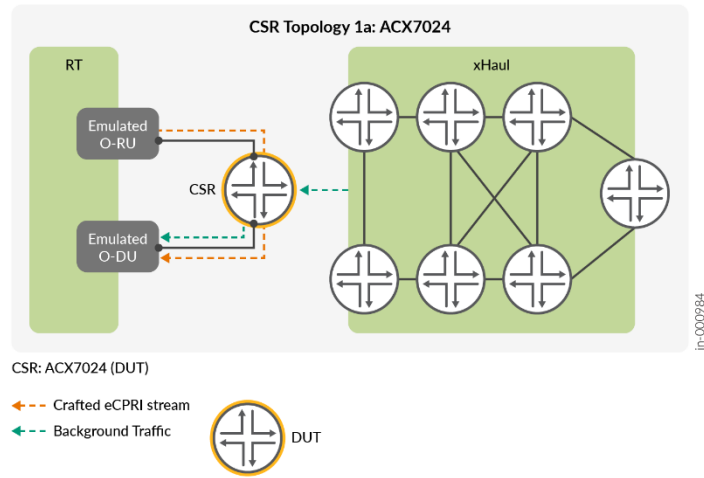 CSR Topology 1a: ACX7024
RT
xHaul
Emulated
O-RU
CSR
Emulated
O-DU
in-000984
CSR: ACX7024 (DUT)
Crafted eCPRI stream
Background Traffic
DUT